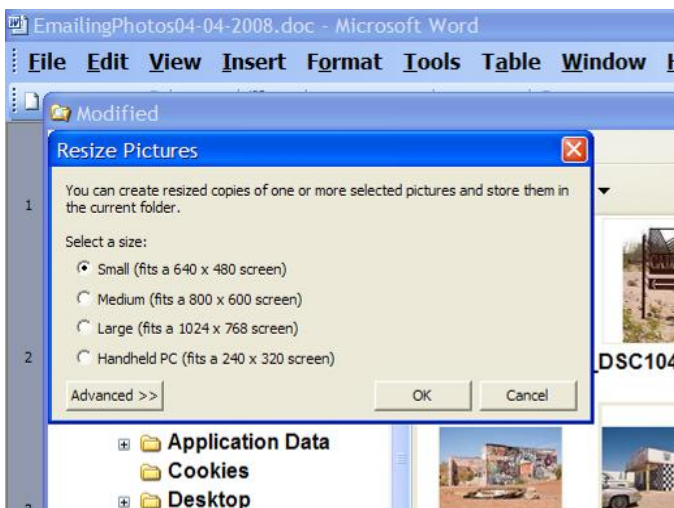 EmailingPhotos04-04-2008.doc - Microsoft Word
File Edit View Insert Format Tools Table Window
Modified
Resize Pictures
You can create resized copies of one or more selected pictures and store them in
the current folder.
Select a size:
Small (fits a 640 x 480 screen)
Medium (fits a 800 x 600 screen)
Large (fits a 1024 x 768 screen)
Handheld PC (fits a 240 x 320 screen)
Advanced >> OK Cancel
1
2
_DSC104
Application Data
Cookies
Desktop